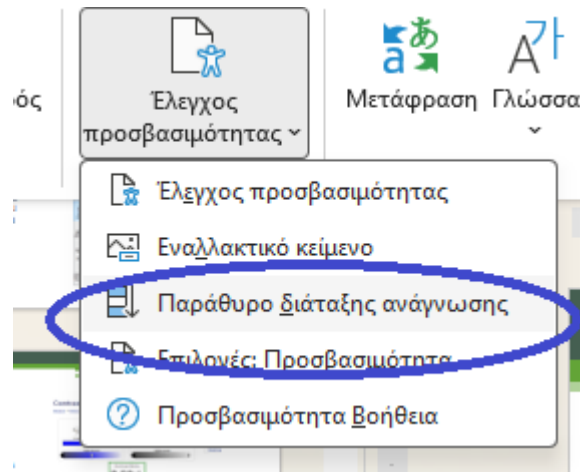 ός
Έλεγχος
προσβασιμότητας
Μετάφραση
Γλώσσα
Έλεγχος προσβασιμότητας
Εναλλακτικό κείμενο
Παράθυρο διάταξης ανάγνωσης
Επιλογές: Προσβασιμότητα
Προσβασιμότητα Βοήθεια